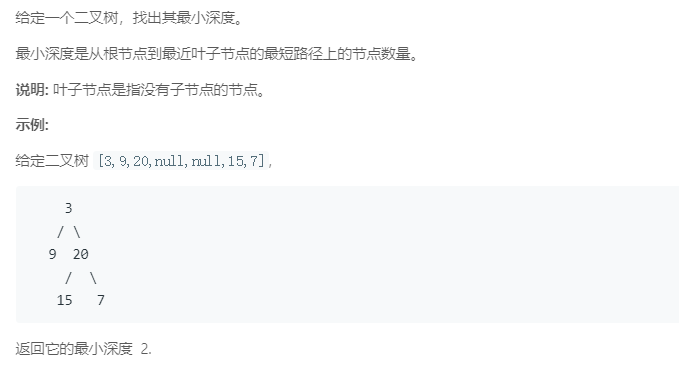 给定一个二叉树，找出其最小深度。
最小深度是从根节点到最近叶子节点的最短路径上的节点数量。
说明: 叶子节点是指没有子节点的节点。
示例:
给定二叉树 [3,9,20,null,null,15,7],
3
/ \
9  20
/  \
15   7
返回它的最小深度  2.